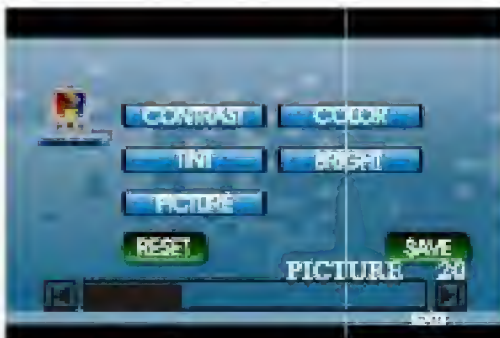 CONTRAST COLOR
TINT BRIGHT
PICTURE
RESET SAVE
PICTURE 20